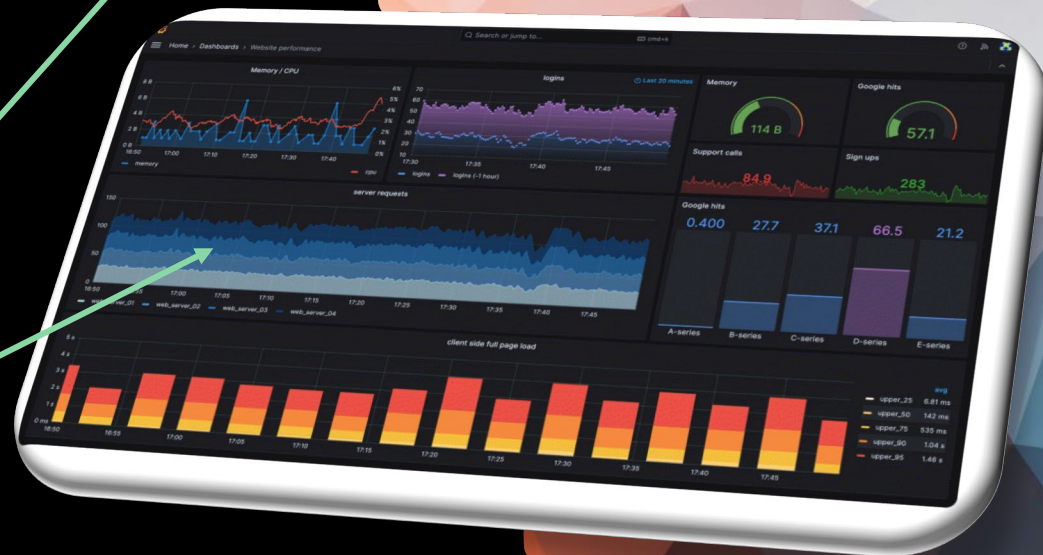 Search or jump to...
cmd+k
Home › Dashboards › Website performance
Memory / CPU
8 B
6 B
4 B
2 B
0 B
6%
5%
4%
3%
2%
1%
0%
16:50
17:00
17:10
17:20
17:30
17:40
memory
cpu
logins
Last 20 minutes
70
60
50
40
30
20
10
17:30
17:35
17:40
17:45
logins
logins (-1 hour)
Memory
114 B
Google hits
57.1
Support calls
84.9
Sign ups
283
server requests
150
100
50
0
16:50
17:00
17:05
17:10
17:15
17:20
17:25
17:30
17:35
17:40
17:45
web_server_01
web_server_02
web_server_03
web_server_04
Google hits
0.400
27.7
37.1
66.5
21.2
A-series
B-series
C-series
D-series
E-series
client side full page load
5 s
4 s
3 s
2 s
1 s
0 ms
16:50
16:55
17:00
17:05
17:10
17:15
17:20
17:25
17:30
17:35
17:40
17:45
avg
upper_25 6.81 ms
upper_50 142 ms
upper_75 535 ms
upper_90 1.04 s
upper_95 1.46 s